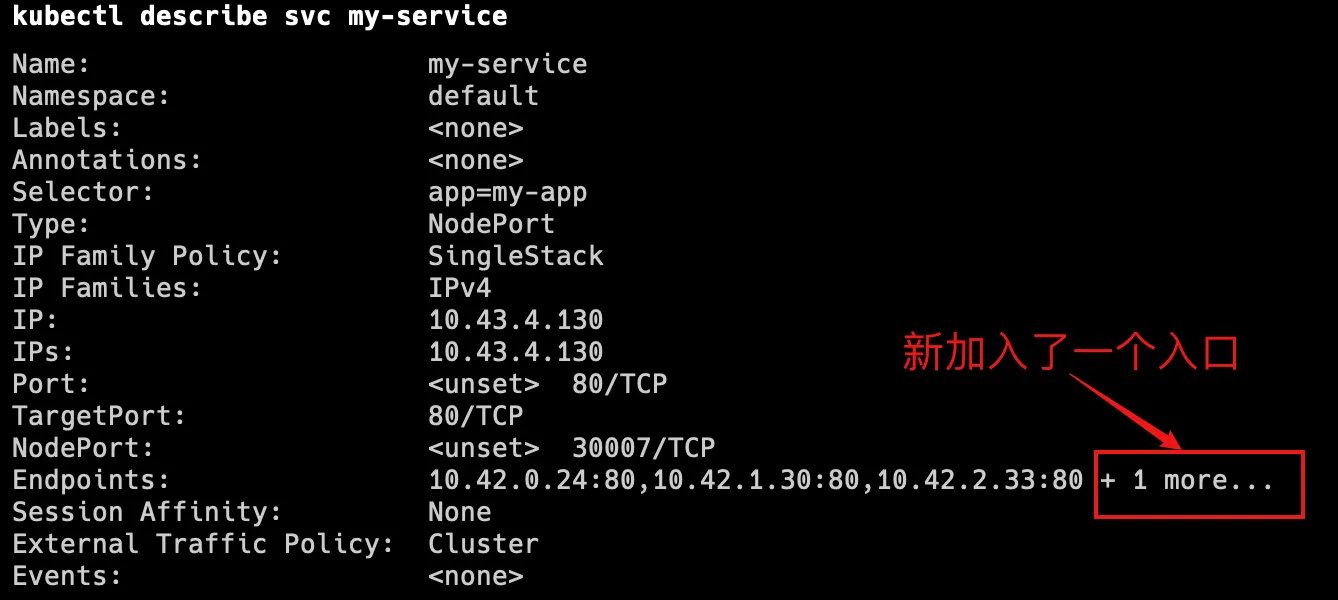 kubectl describe svc my-service
Name: my-service
Namespace: default
Labels: <none>
Annotations: <none>
Selector: app=my-app
Type: NodePort
IP Family Policy: SingleStack
IP Families: IPv4
IP: 10.43.4.130
IPs: 10.43.4.130
新加入了一个入口
Port: <unset> 80/TCP
TargetPort: 80/TCP
NodePort: <unset> 30007/TCP
Endpoints: 10.42.0.24:80,10.42.1.30:80,10.42.2.33:80 + 1 more...
Session Affinity: None
External Traffic Policy: Cluster
Events: <none>